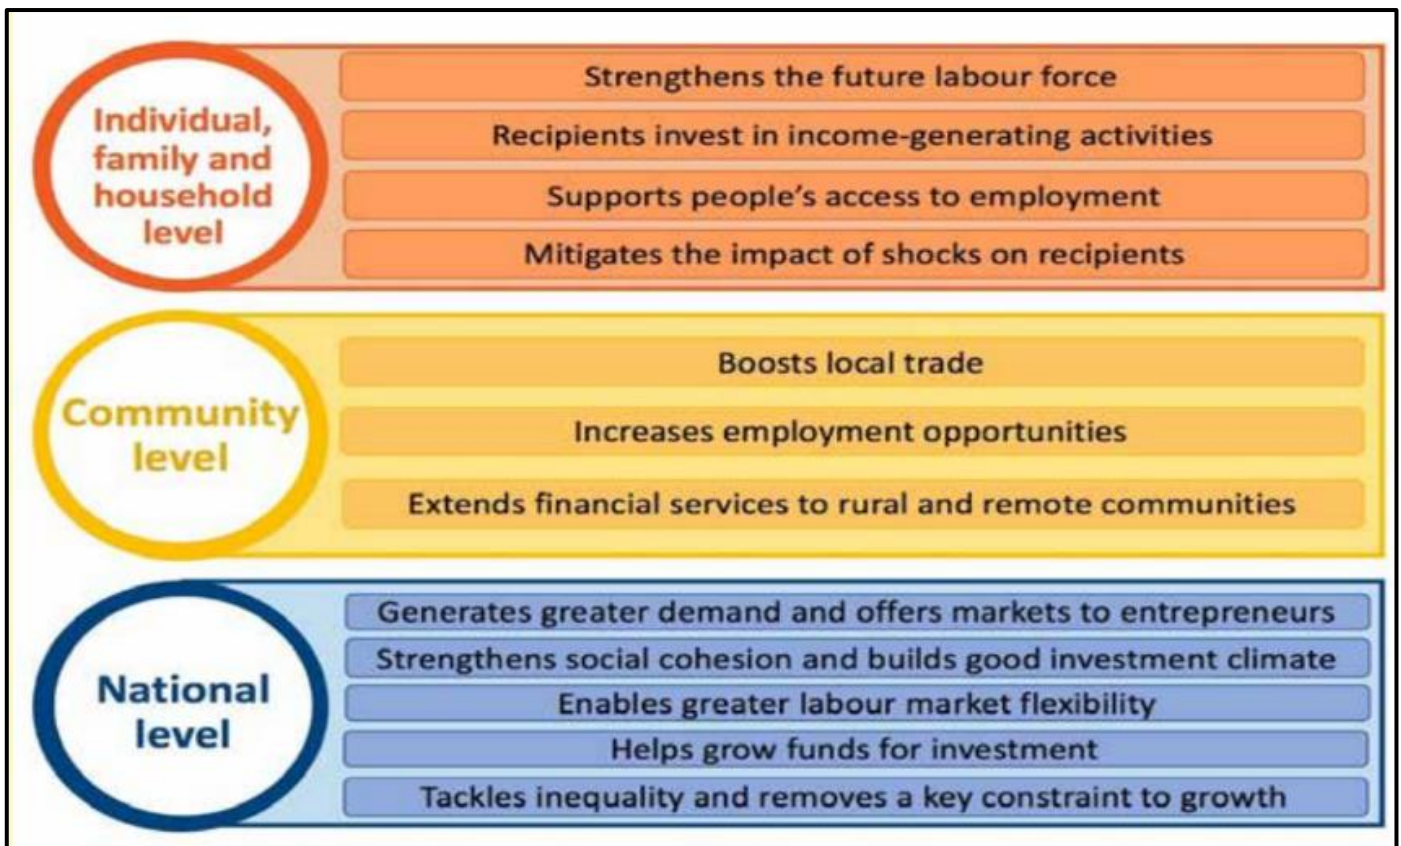 Individual,
family and
household
level
Strengthens the future labour force
Recipients invest in income-generating activities
Supports people's access to employment
Mitigates the impact of shocks on recipients
Community
level
Boosts local trade
Increases employment opportunities
Extends financial services to rural and remote communities
National
level
Generates greater demand and offers markets to entrepreneurs
Strengthens social cohesion and builds good investment climate
Enables greater labour market flexibility
Helps grow funds for investment
Tackles inequality and removes a key constraint to growth